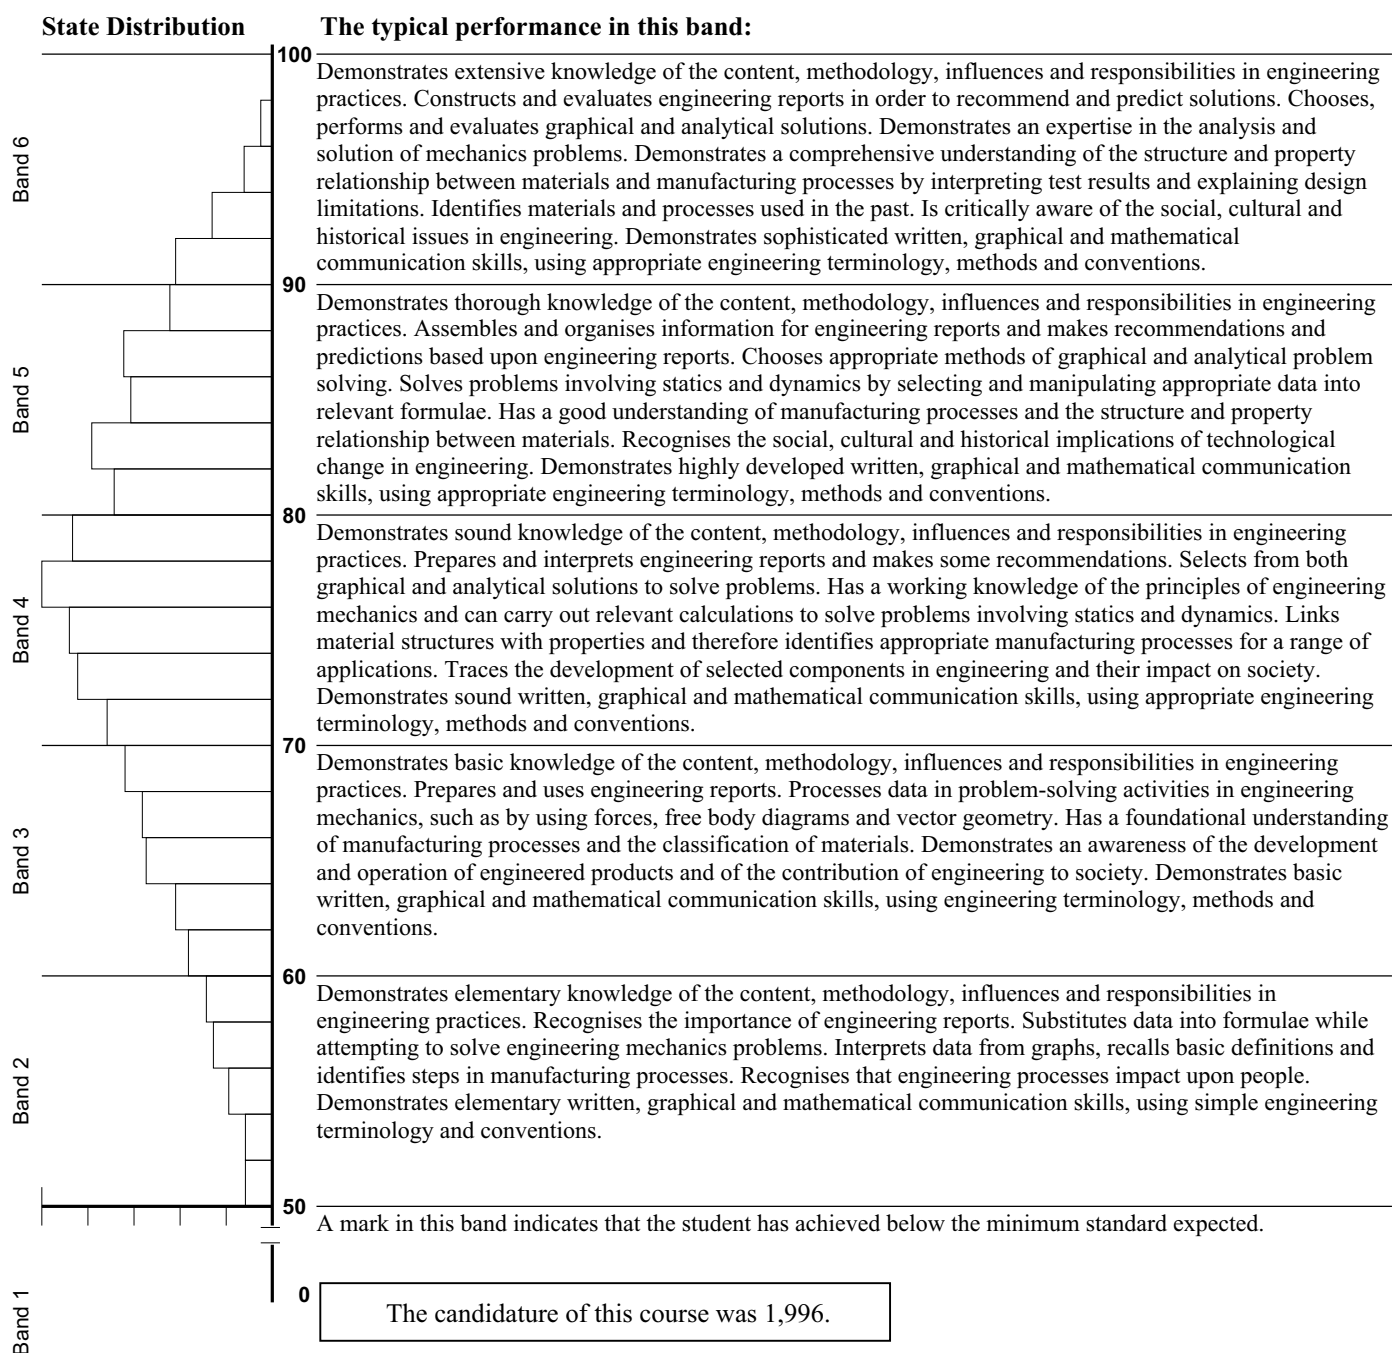 State Distribution
The typical performance in this band:
100
Band 6
Demonstrates extensive knowledge of the content, methodology, influences and responsibilities in engineering
practices. Constructs and evaluates engineering reports in order to recommend and predict solutions. Chooses,
performs and evaluates graphical and analytical solutions. Demonstrates an expertise in the analysis and
solution of mechanics problems. Demonstrates a comprehensive understanding of the structure and property
relationship between materials and manufacturing processes by interpreting test results and explaining design
limitations. Identifies materials and processes used in the past. Is critically aware of the social, cultural and
historical issues in engineering. Demonstrates sophisticated written, graphical and mathematical
communication skills, using appropriate engineering terminology, methods and conventions.
90
Band 5
Demonstrates thorough knowledge of the content, methodology, influences and responsibilities in engineering
practices. Assembles and organises information for engineering reports and makes recommendations and
predictions based upon engineering reports. Chooses appropriate methods of graphical and analytical problem
solving. Solves problems involving statics and dynamics by selecting and manipulating appropriate data into
relevant formulae. Has a good understanding of manufacturing processes and the structure and property
relationship between materials. Recognises the social, cultural and historical implications of technological
change in engineering. Demonstrates highly developed written, graphical and mathematical communication
skills, using appropriate engineering terminology, methods and conventions.
80
Band 4
Demonstrates sound knowledge of the content, methodology, influences and responsibilities in engineering
practices. Prepares and interprets engineering reports and makes some recommendations. Selects from both
graphical and analytical solutions to solve problems. Has a working knowledge of the principles of engineering
mechanics and can carry out relevant calculations to solve problems involving statics and dynamics. Links
material structures with properties and therefore identifies appropriate manufacturing processes for a range of
applications. Traces the development of selected components in engineering and their impact on society.
Demonstrates sound written, graphical and mathematical communication skills, using appropriate engineering
terminology, methods and conventions.
70
Band 3
Demonstrates basic knowledge of the content, methodology, influences and responsibilities in engineering
practices. Prepares and uses engineering reports. Processes data in problem-solving activities in engineering
mechanics, such as by using forces, free body diagrams and vector geometry. Has a foundational understanding
of manufacturing processes and the classification of materials. Demonstrates an awareness of the development
and operation of engineered products and of the contribution of engineering to society. Demonstrates basic
written, graphical and mathematical communication skills, using engineering terminology, methods and
conventions.
60
Band 2
Demonstrates elementary knowledge of the content, methodology, influences and responsibilities in
engineering practices. Recognises the importance of engineering reports. Substitutes data into formulae while
attempting to solve engineering mechanics problems. Interprets data from graphs, recalls basic definitions and
identifies steps in manufacturing processes. Recognises that engineering processes impact upon people.
Demonstrates elementary written, graphical and mathematical communication skills, using simple engineering
terminology and conventions.
50
A mark in this band indicates that the student has achieved below the minimum standard expected.
Band 1
0
The candidature of this course was 1,996.